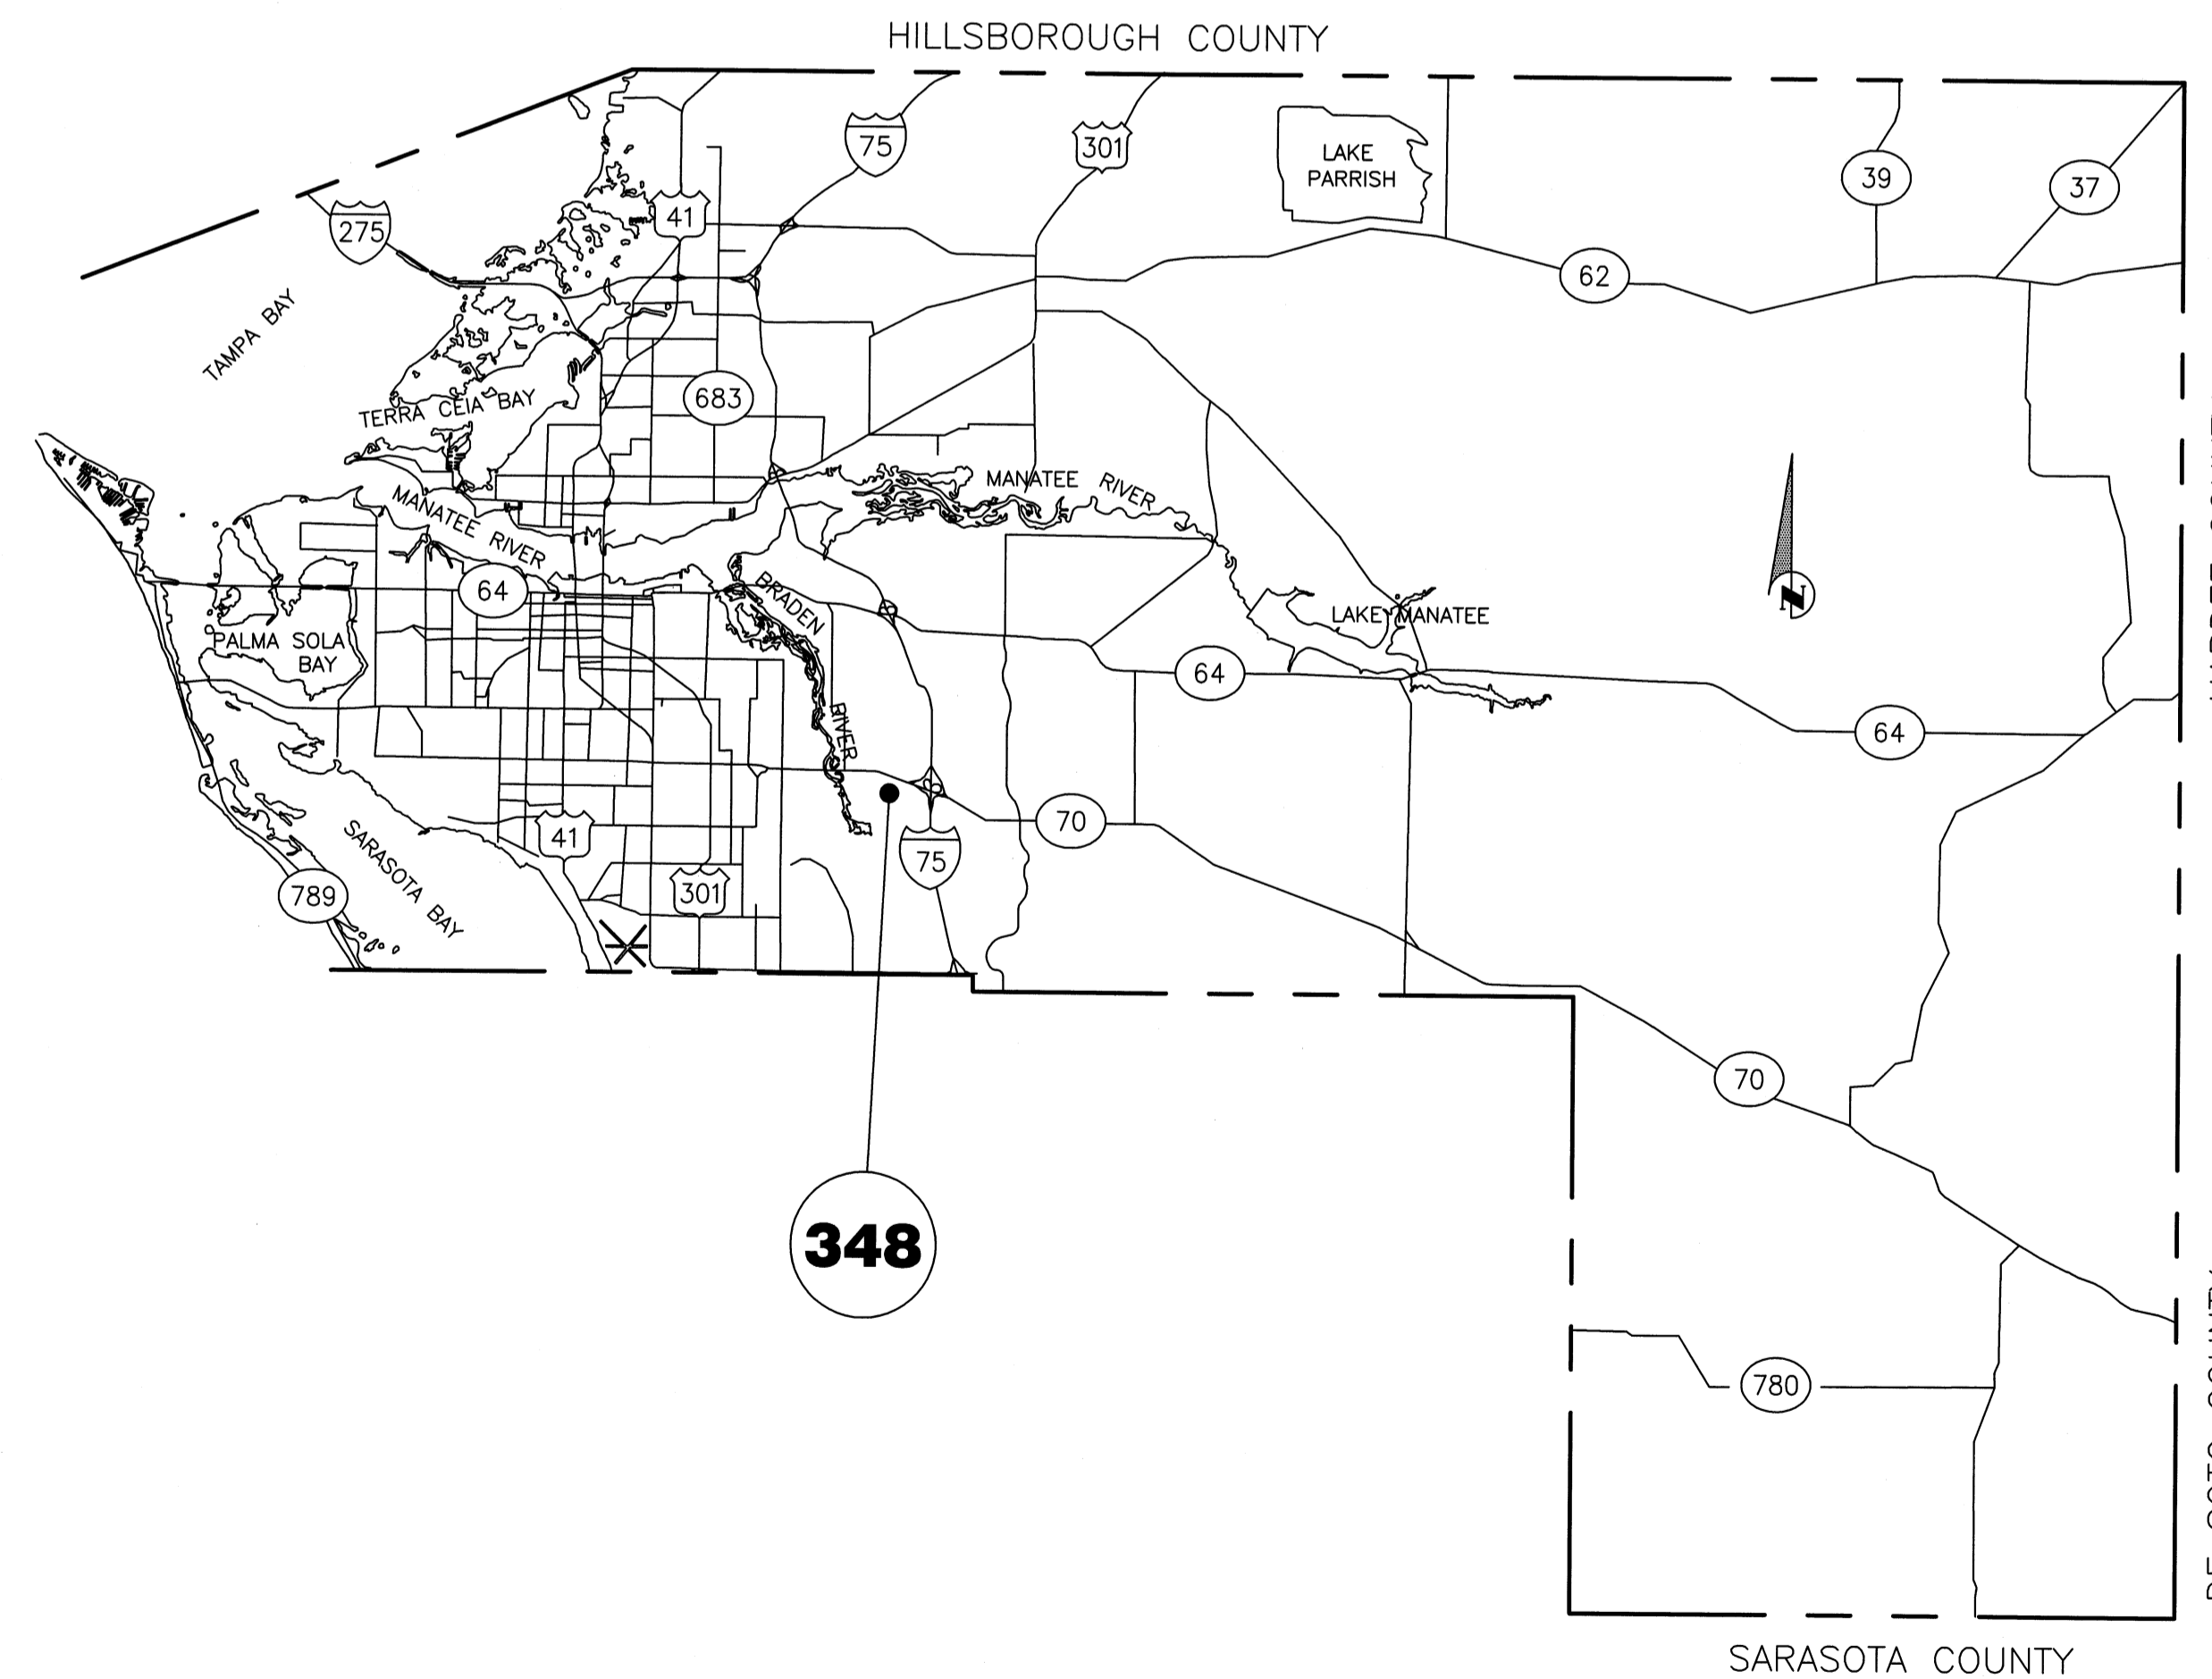 HILLSBOROUGH COUNTY
75
301
LAKE
PARRISH
39
37
41
275
62
TAMPA BAY
683
TERRA CEIA BAY
MANATEE RIVER
MANATEE RIVER
N
64
BRADEN
RIVER
LAKE MANATEE
PALMA SOLA
BAY
64
64
70
41
75
SARASOTA BAY
789
301
70
348
780
SARASOTA COUNTY